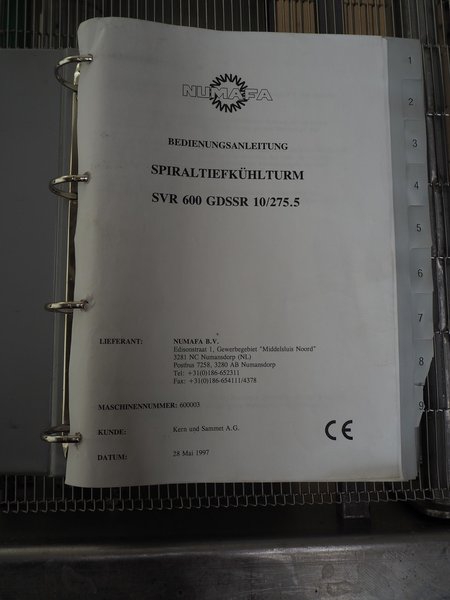 NUMAFA
BEDIENUNGSANLEITUNG
SPIRALTIEFKÜHLTURM
SVR 600 GDSSR 10/275.5
LIEFERANT: NUMAFA B.V.
Edisonstraat 1, Gewerbegebiet "Middelsluis Noord"
3281 NC Numansdorp (NL)
Postbus 7258, 3280 AB Numansdorp
Tel: +31(0)186-652311
Fax: +31(0)186-654111/4378
MASCHINENNUMMER: 600003
KUNDE: Kern und Sammet A.G.
DATUM: 28 Mai 1997
CE
1
2
3
4
5
6
7
8
9